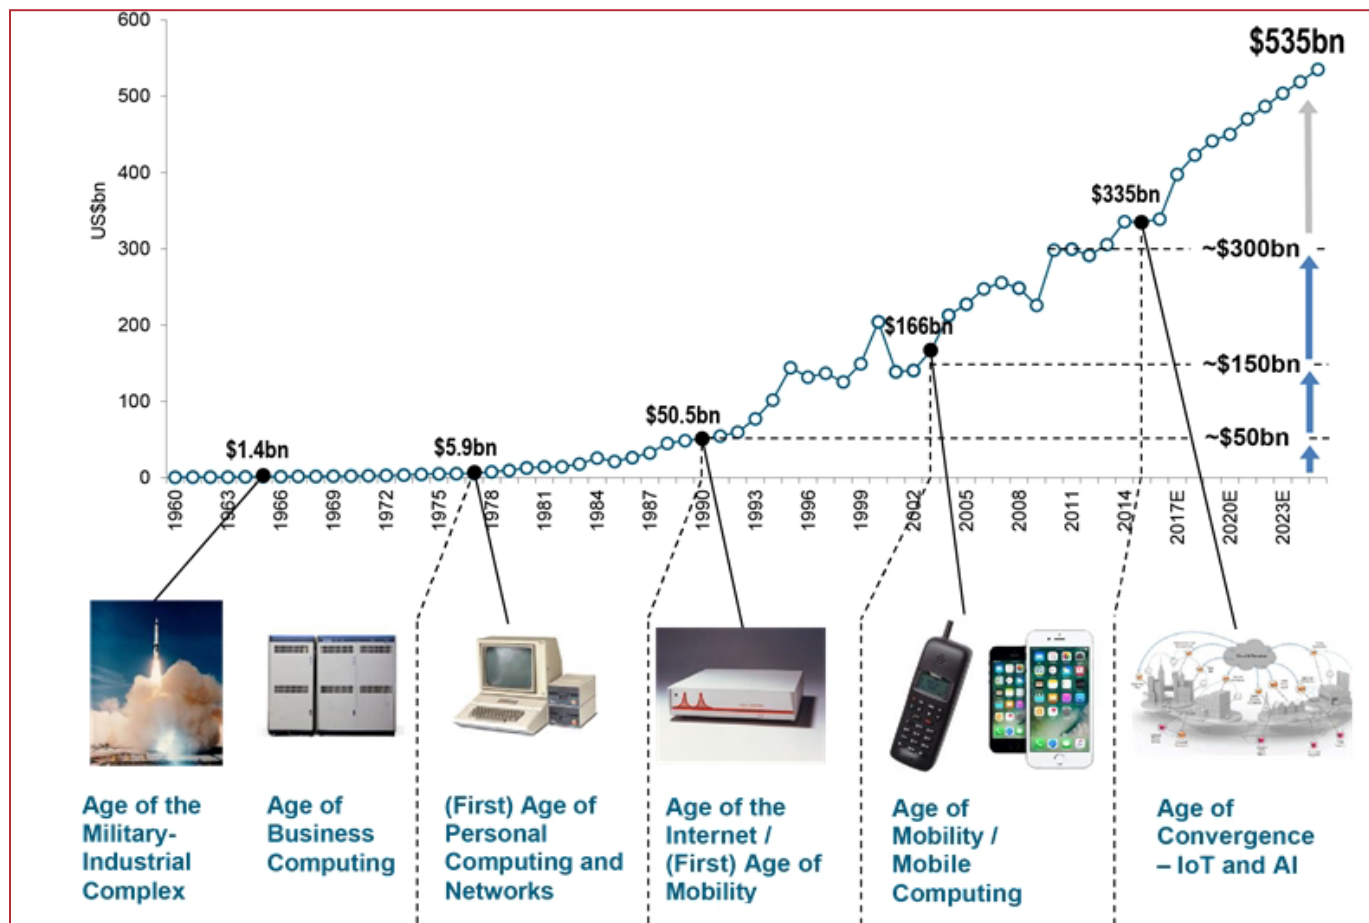 600
$535bn
500
400
$335bn
US$bn
300
~$300bn
200
$166bn
~$150bn
100
$50.5bn
~$50bn
$1.4bn
$5.9bn
0
1960
1963
1966
1969
1972
1975
1978
1981
1984
1987
1990
1993
1996
1999
2002
2005
2008
2011
2014
2017E
2020E
2023E
Age of the
Military-
Industrial
Complex
Age of
Business
Computing
(First) Age of
Personal
Computing and
Networks
Age of the
Internet /
(First) Age of
Mobility
Age of
Mobility /
Mobile
Computing
Age of
Convergence
– IoT and AI